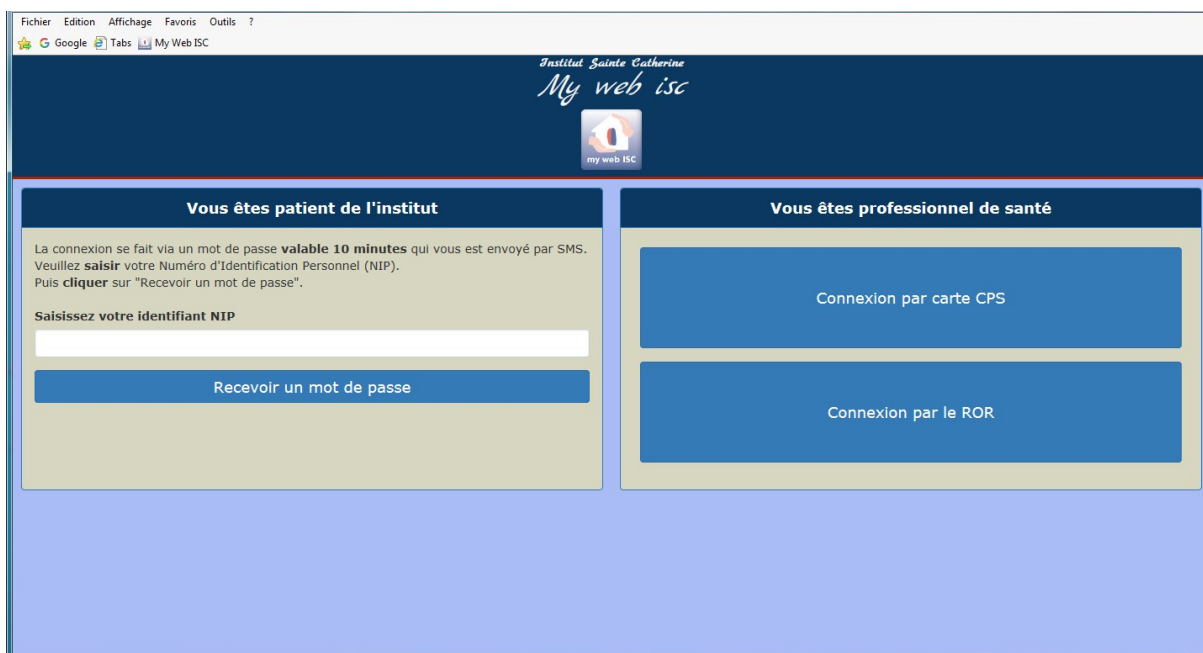 Fichier Edition Affichage Favoris Outils ?
Google Tabs My Web ISC
Institut Sainte Catherine
My web isc
my web ISC
Vous êtes patient de l'institut
La connexion se fait via un mot de passe valable 10 minutes qui vous est envoyé par SMS.
Veuillez saisir votre Numéro d'Identification Personnel (NIP).
Puis cliquer sur "Recevoir un mot de passe".
Saisissez votre identifiant NIP
Recevoir un mot de passe
Vous êtes professionnel de santé
Connexion par carte CPS
Connexion par le ROR